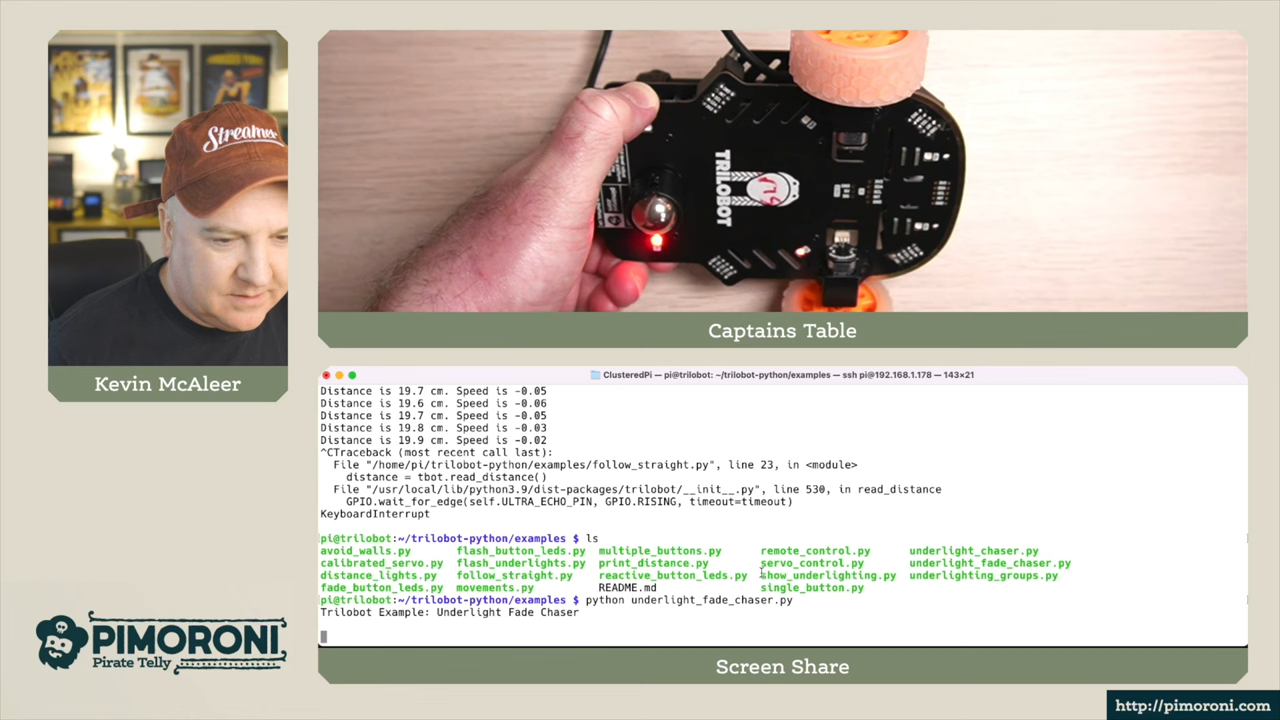 Streamer
Kevin McAleer
TRILOBOT
Captains Table
ClusteredPi — pi@trilobot: ~/trilobot-python/examples — ssh pi@192.168.1.178 — 143×21
Distance is 19.7 cm. Speed is -0.05
Distance is 19.6 cm. Speed is -0.06
Distance is 19.7 cm. Speed is -0.05
Distance is 19.8 cm. Speed is -0.03
Distance is 19.9 cm. Speed is -0.02
^CTraceback (most recent call last):
File "/home/pi/trilobot-python/examples/follow_straight.py", line 23, in <module>
distance = tbot.read_distance()
File "/usr/local/lib/python3.9/dist-packages/trilobot/__init__.py", line 530, in read_distance
GPIO.wait_for_edge(self.ULTRA_ECHO_PIN, GPIO.RISING, timeout=timeout)
KeyboardInterrupt
pi@trilobot:~/trilobot-python/examples $ ls
avoid_walls.py flash_button_leds.py multiple_buttons.py remote_control.py underlight_chaser.py
calibrated_servo.py flash_underlights.py print_distance.py servo_control.py underlight_fade_chaser.py
distance_lights.py follow_straight.py reactive_button_leds.py show_underlighting.py underlighting_groups.py
fade_button_leds.py movements.py README.md single_button.py
pi@trilobot:~/trilobot-python/examples $ python underlight_fade_chaser.py
Trilobot Example: Underlight Fade Chaser
Screen Share
PIMORONI
Pirate Telly
http://pimoroni.com